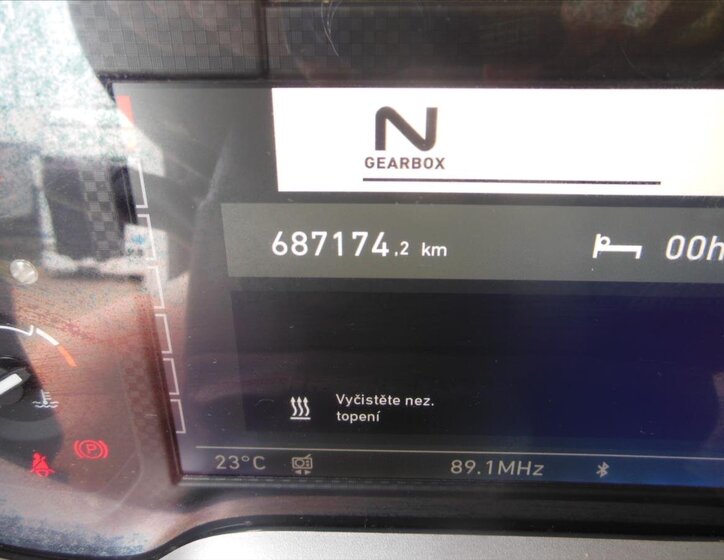 N
GEARBOX
687174,2 km
00h
Vyčistěte nez.
topení
23°C
89.1MHz